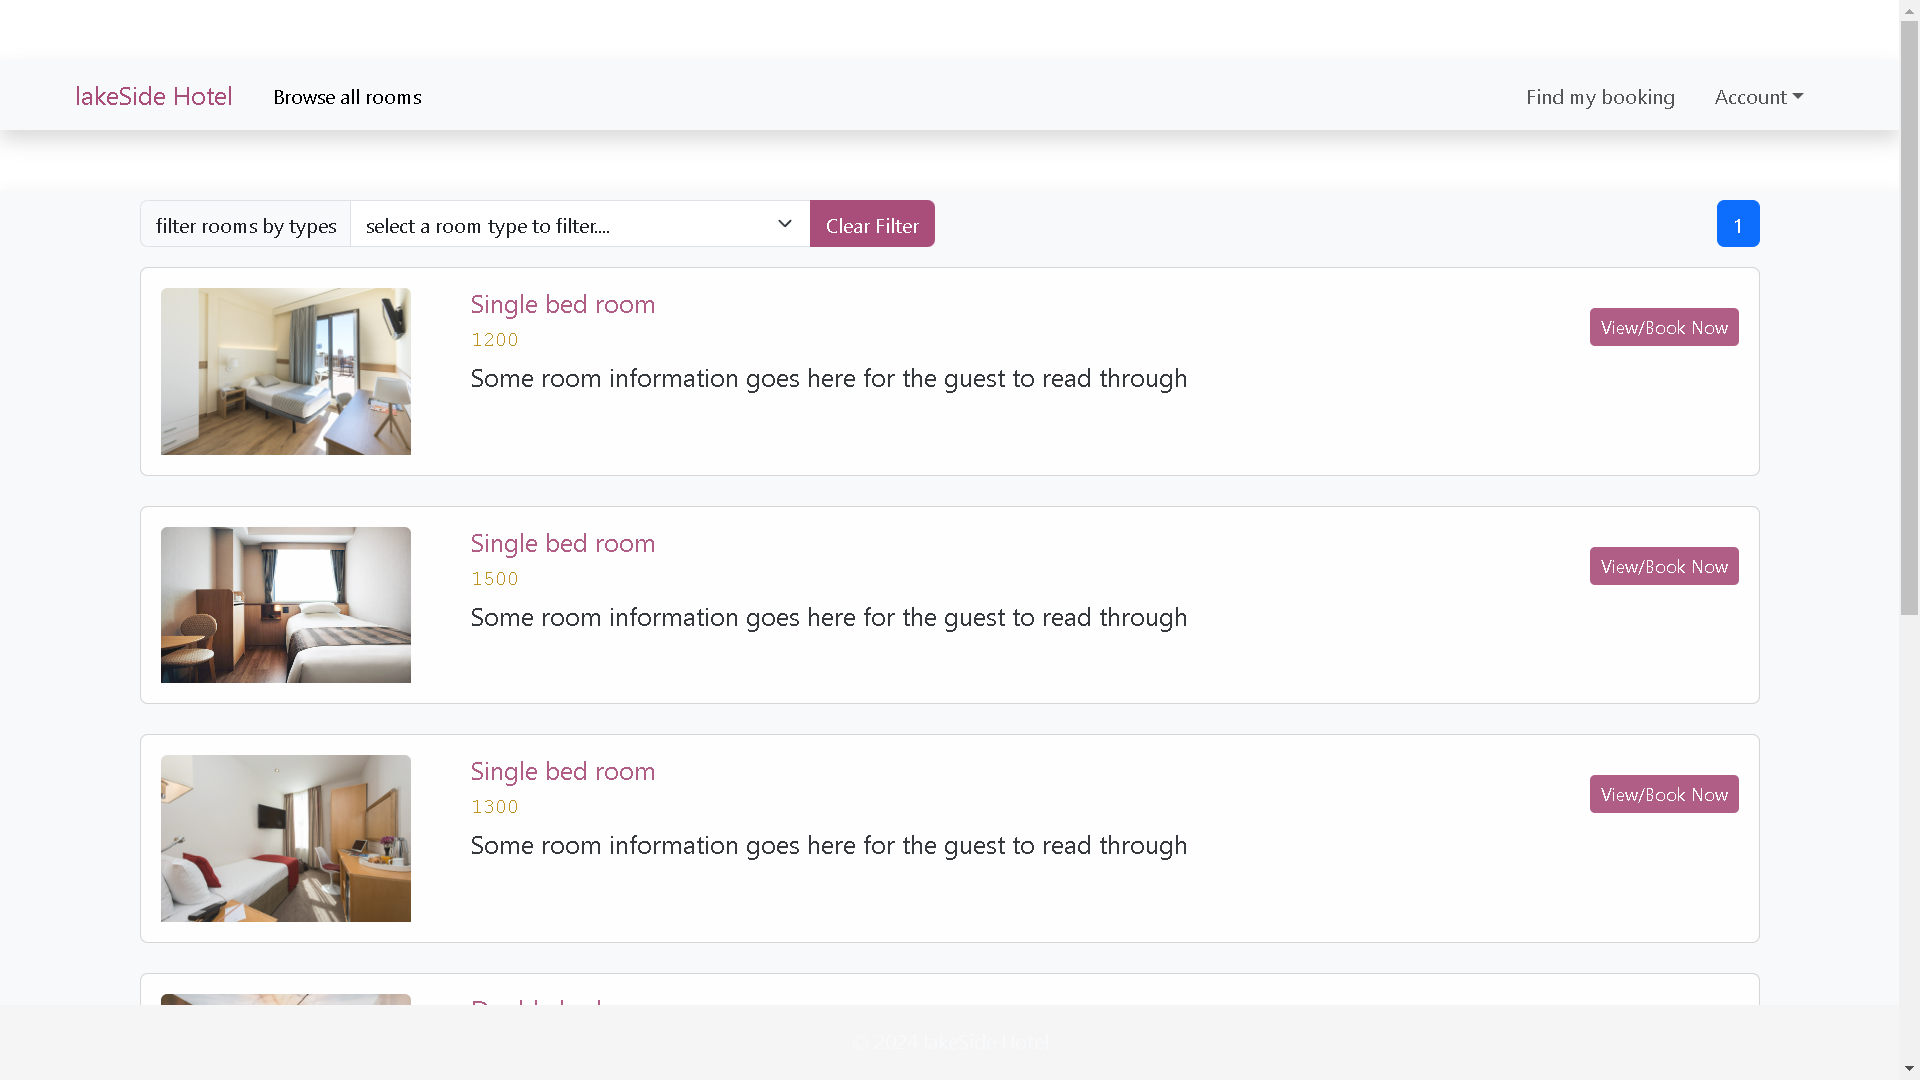 lakeSide Hotel
Browse all rooms
Find my booking
Account
filter rooms by types
select a room type to filter....
Clear Filter
1
Single bed room
1200
Some room information goes here for the guest to read through
View/Book Now
Single bed room
1500
Some room information goes here for the guest to read through
View/Book Now
Single bed room
1300
Some room information goes here for the guest to read through
View/Book Now
© 2024 lakeSide Hotel